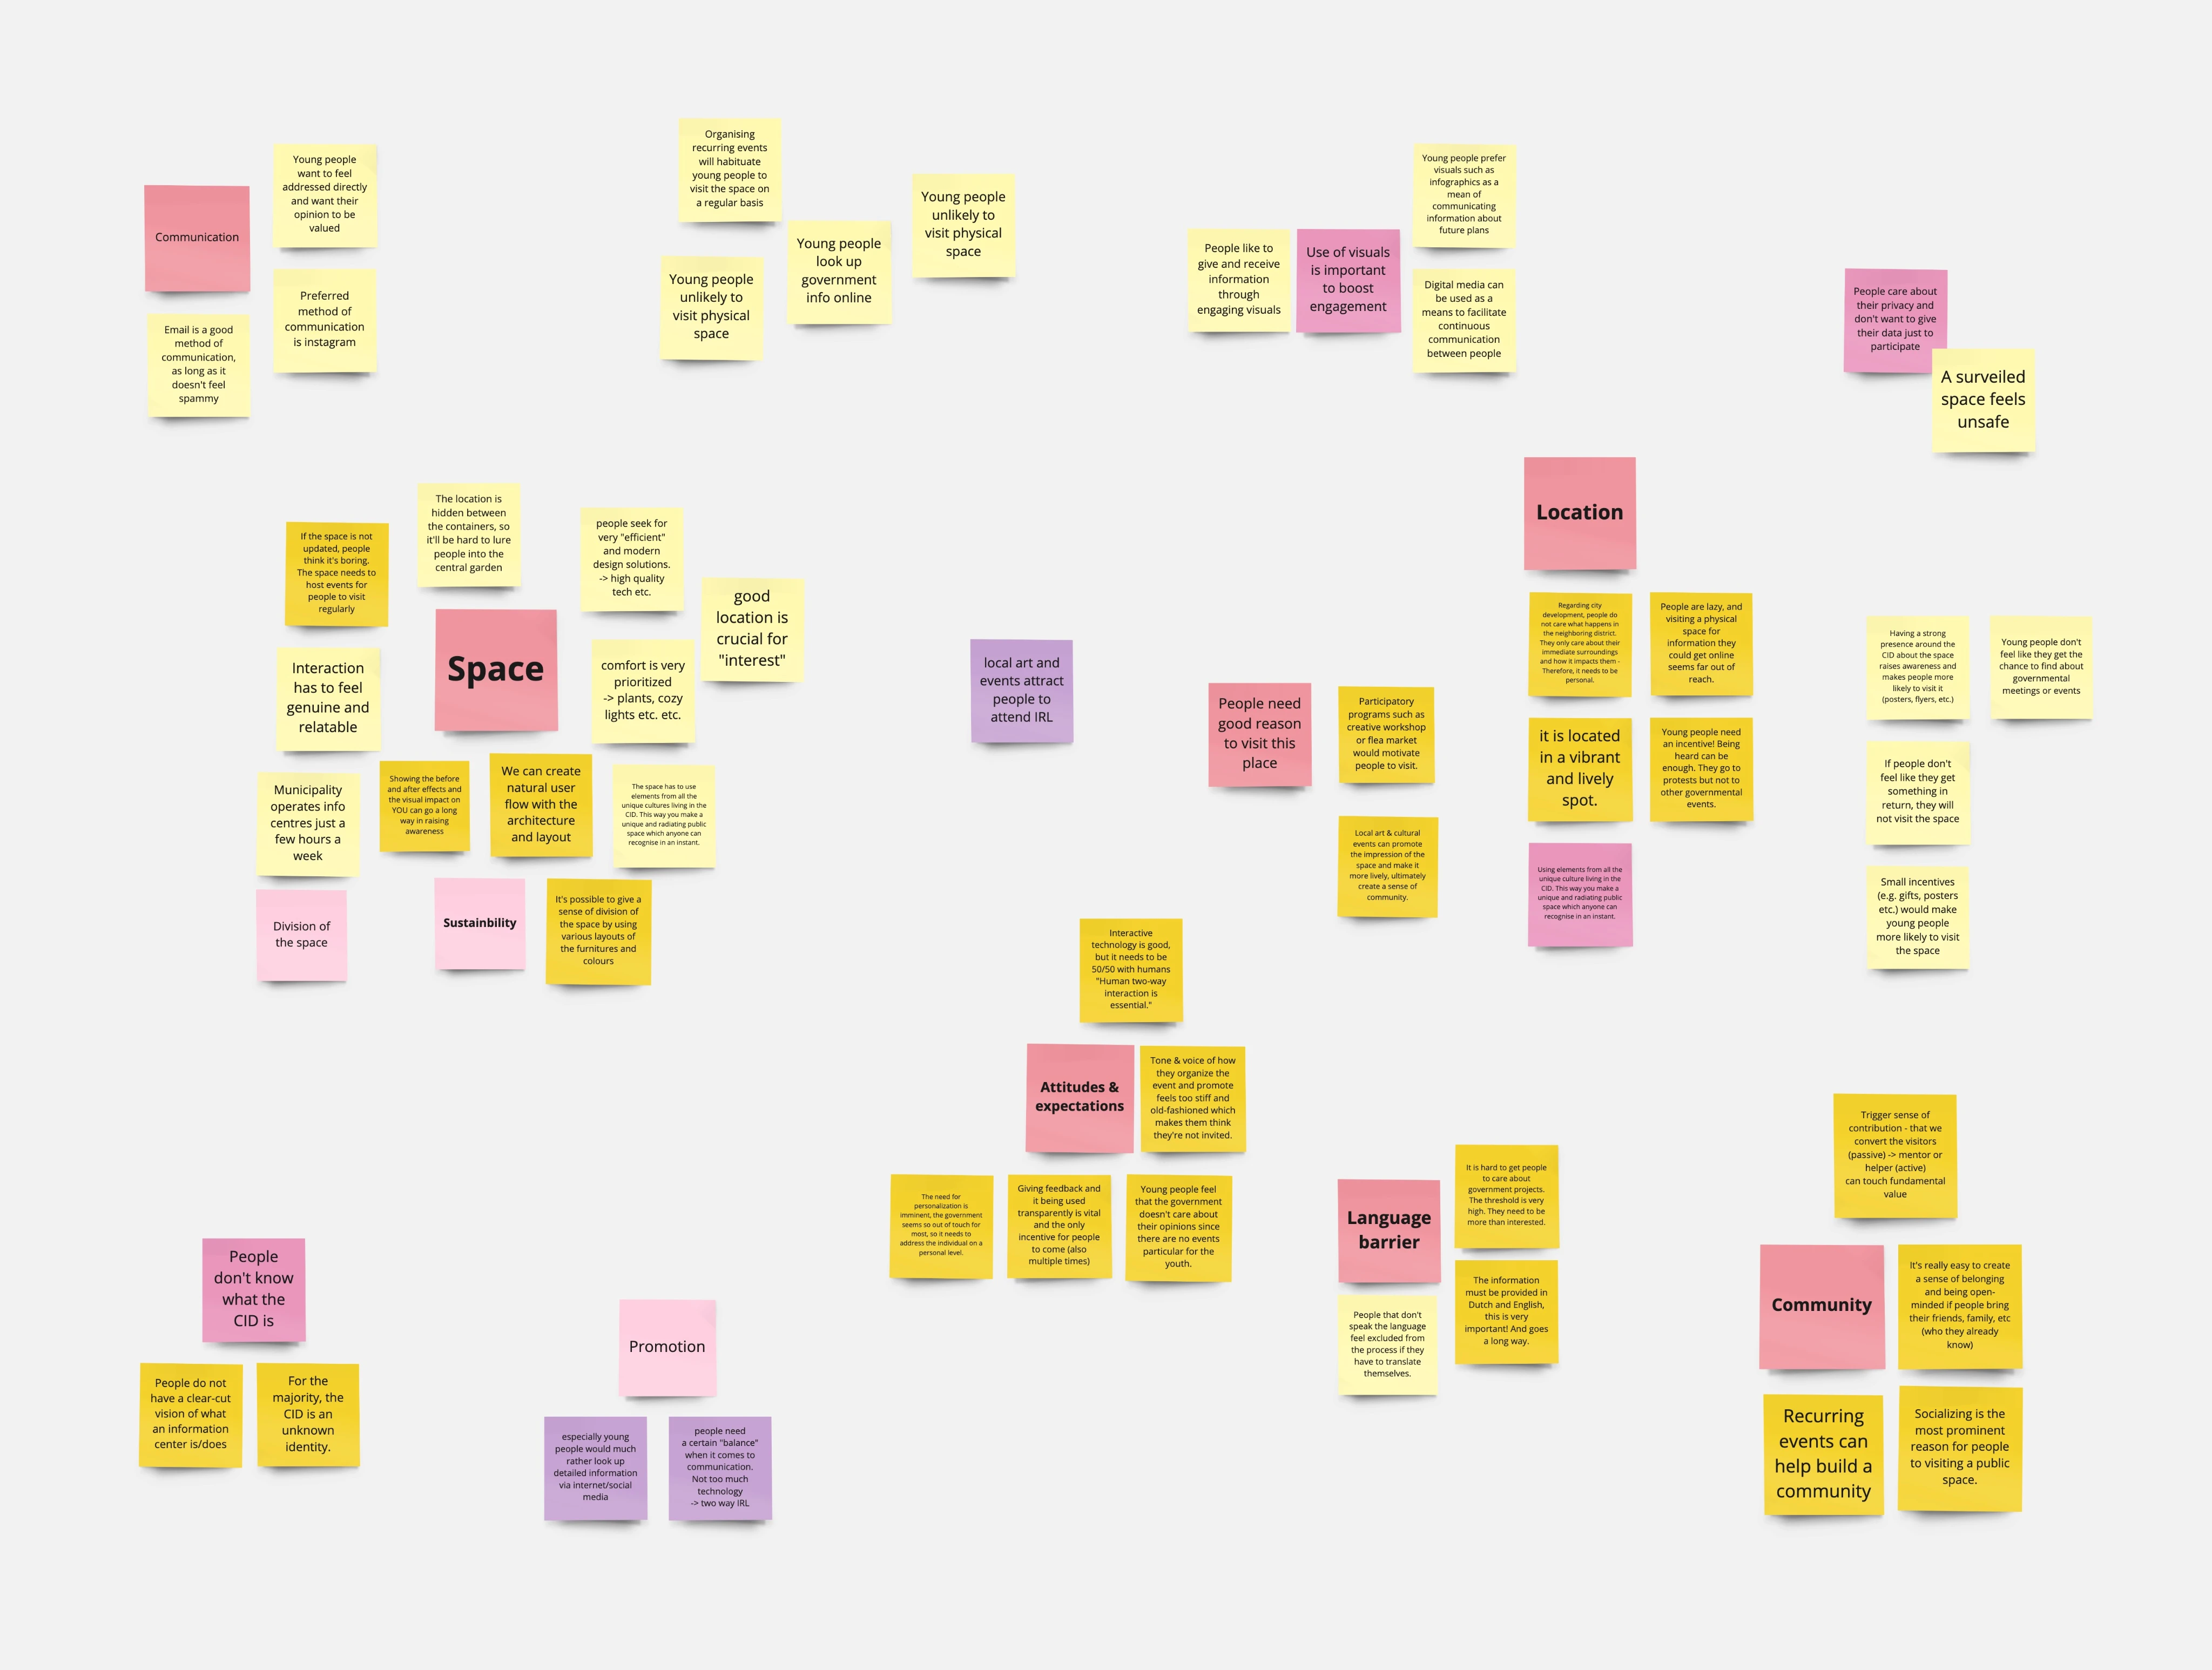 Communication
Young people
want to feel
addressed directly
and want their
opinion to be
valued
Email is a good
method of
communication,
as long as it
doesn't feel
spammy
Preferred
method of
communication
is instagram
Organising
recurring events
will habituate
young people to
visit the space on
a regular basis
Young people
unlikely to
visit physical
space
Young people
look up
government
info online
Young people
unlikely to
visit physical
space
People like to
give and receive
information
through
engaging visuals
Use of visuals
is important
to boost
engagement
Young people prefer
visuals such as
infographics as a
mean of
communicating
information about
future plans
Digital media can
be used as a
means to facilitate
continuous
communication
between people
People care about
their privacy and
don't want to give
their data just to
participate
A surveiled
space feels
unsafe
If the space is not
updated, people
think it's boring.
The space needs to
host events for
people to visit
regularly
The location is
hidden between
the containers, so
it'll be hard to lure
people into the
central garden
people seek for
very "efficient"
and modern
design solutions.
-> high quality
tech etc.
good
location is
crucial for
"interest"
Interaction
has to feel
genuine and
relatable
Space
comfort is very
prioritized
-> plants, cozy
lights etc. etc.
Municipality
operates info
centres just a
few hours a
week
Showing the before
and after effects and
the visual impact on
YOU can go a long
way in raising
awareness
We can create
natural user
flow with the
architecture
and layout
The space has to use
elements from all the
unique cultures living in the
CID. This way you make a
unique and radiating public
space which anyone can
recognise in an instant.
Division of
the space
Sustainbility
It's possible to give a
sense of division of
the space by using
various layouts of
the furnitures and
colours
local art and
events attract
people to
attend IRL
People need
good reason
to visit this
place
Participatory
programs such as
creative workshop
or flea market
would motivate
people to visit.
Local art & cultural
events can promote
the impression of the
space and make it
more lively, ultimately
create a sense of
community.
Location
Regarding city
development, people do
not care what happens in
the neighboring district.
They only care about their
immediate surroundings
and how it impacts them -
Therefore, it needs to be
personal.
People are lazy, and
visiting a physical
space for
information they
could get online
seems far out of
reach.
it is located
in a vibrant
and lively
spot.
Young people need
an incentive! Being
heard can be
enough. They go to
protests but not to
other governmental
events.
Using elements from all the
unique culture living in the
CID. This way you make a
unique and radiating public
space which anyone can
recognise in an instant.
Having a strong
presence around the
CID about the space
raises awareness and
makes people more
likely to visit it
(posters, flyers, etc.)
Young people don't
feel like they get the
chance to find about
governmental
meetings or events
If people don't
feel like they get
something in
return, they will
not visit the space
Small incentives
(e.g. gifts, posters
etc.) would make
young people
more likely to visit
the space
Interactive
technology is good,
but it needs to be
50/50 with humans
"Human two-way
interaction is
essential."
Attitudes &
expectations
Tone & voice of how
they organize the
event and promote
feels too stiff and
old-fashioned which
makes them think
they're not invited.
The need for
personalization is
imminent, the government
seems so out of touch for
most, so it needs to
address the individual on a
personal level.
Giving feedback and
it being used
transparently is vital
and the only
incentive for people
to come (also
multiple times)
Young people feel
that the government
doesn't care about
their opinions since
there are no events
particular for the
youth.
Language
barrier
It is hard to get people
to care about
government projects.
The threshold is very
high. They need to be
more than interested.
People that don't
speak the language
feel excluded from
the process if they
have to translate
themselves.
The information
must be provided in
Dutch and English,
this is very
important! And goes
a long way.
Trigger sense of
contribution - that we
convert the visitors
(passive) -> mentor or
helper (active)
can touch fundamental
value
Community
It's really easy to create
a sense of belonging
and being open-
minded if people bring
their friends, family, etc
(who they already
know)
Recurring
events can
help build a
community
Socializing is the
most prominent
reason for people
to visiting a public
space.
People
don't know
what the
CID is
People do not
have a clear-cut
vision of what
an information
center is/does
For the
majority, the
CID is an
unknown
identity.
Promotion
especially young
people would much
rather look up
detailed information
via internet/social
media
people need
a certain "balance"
when it comes to
communication.
Not too much
technology
-> two way IRL